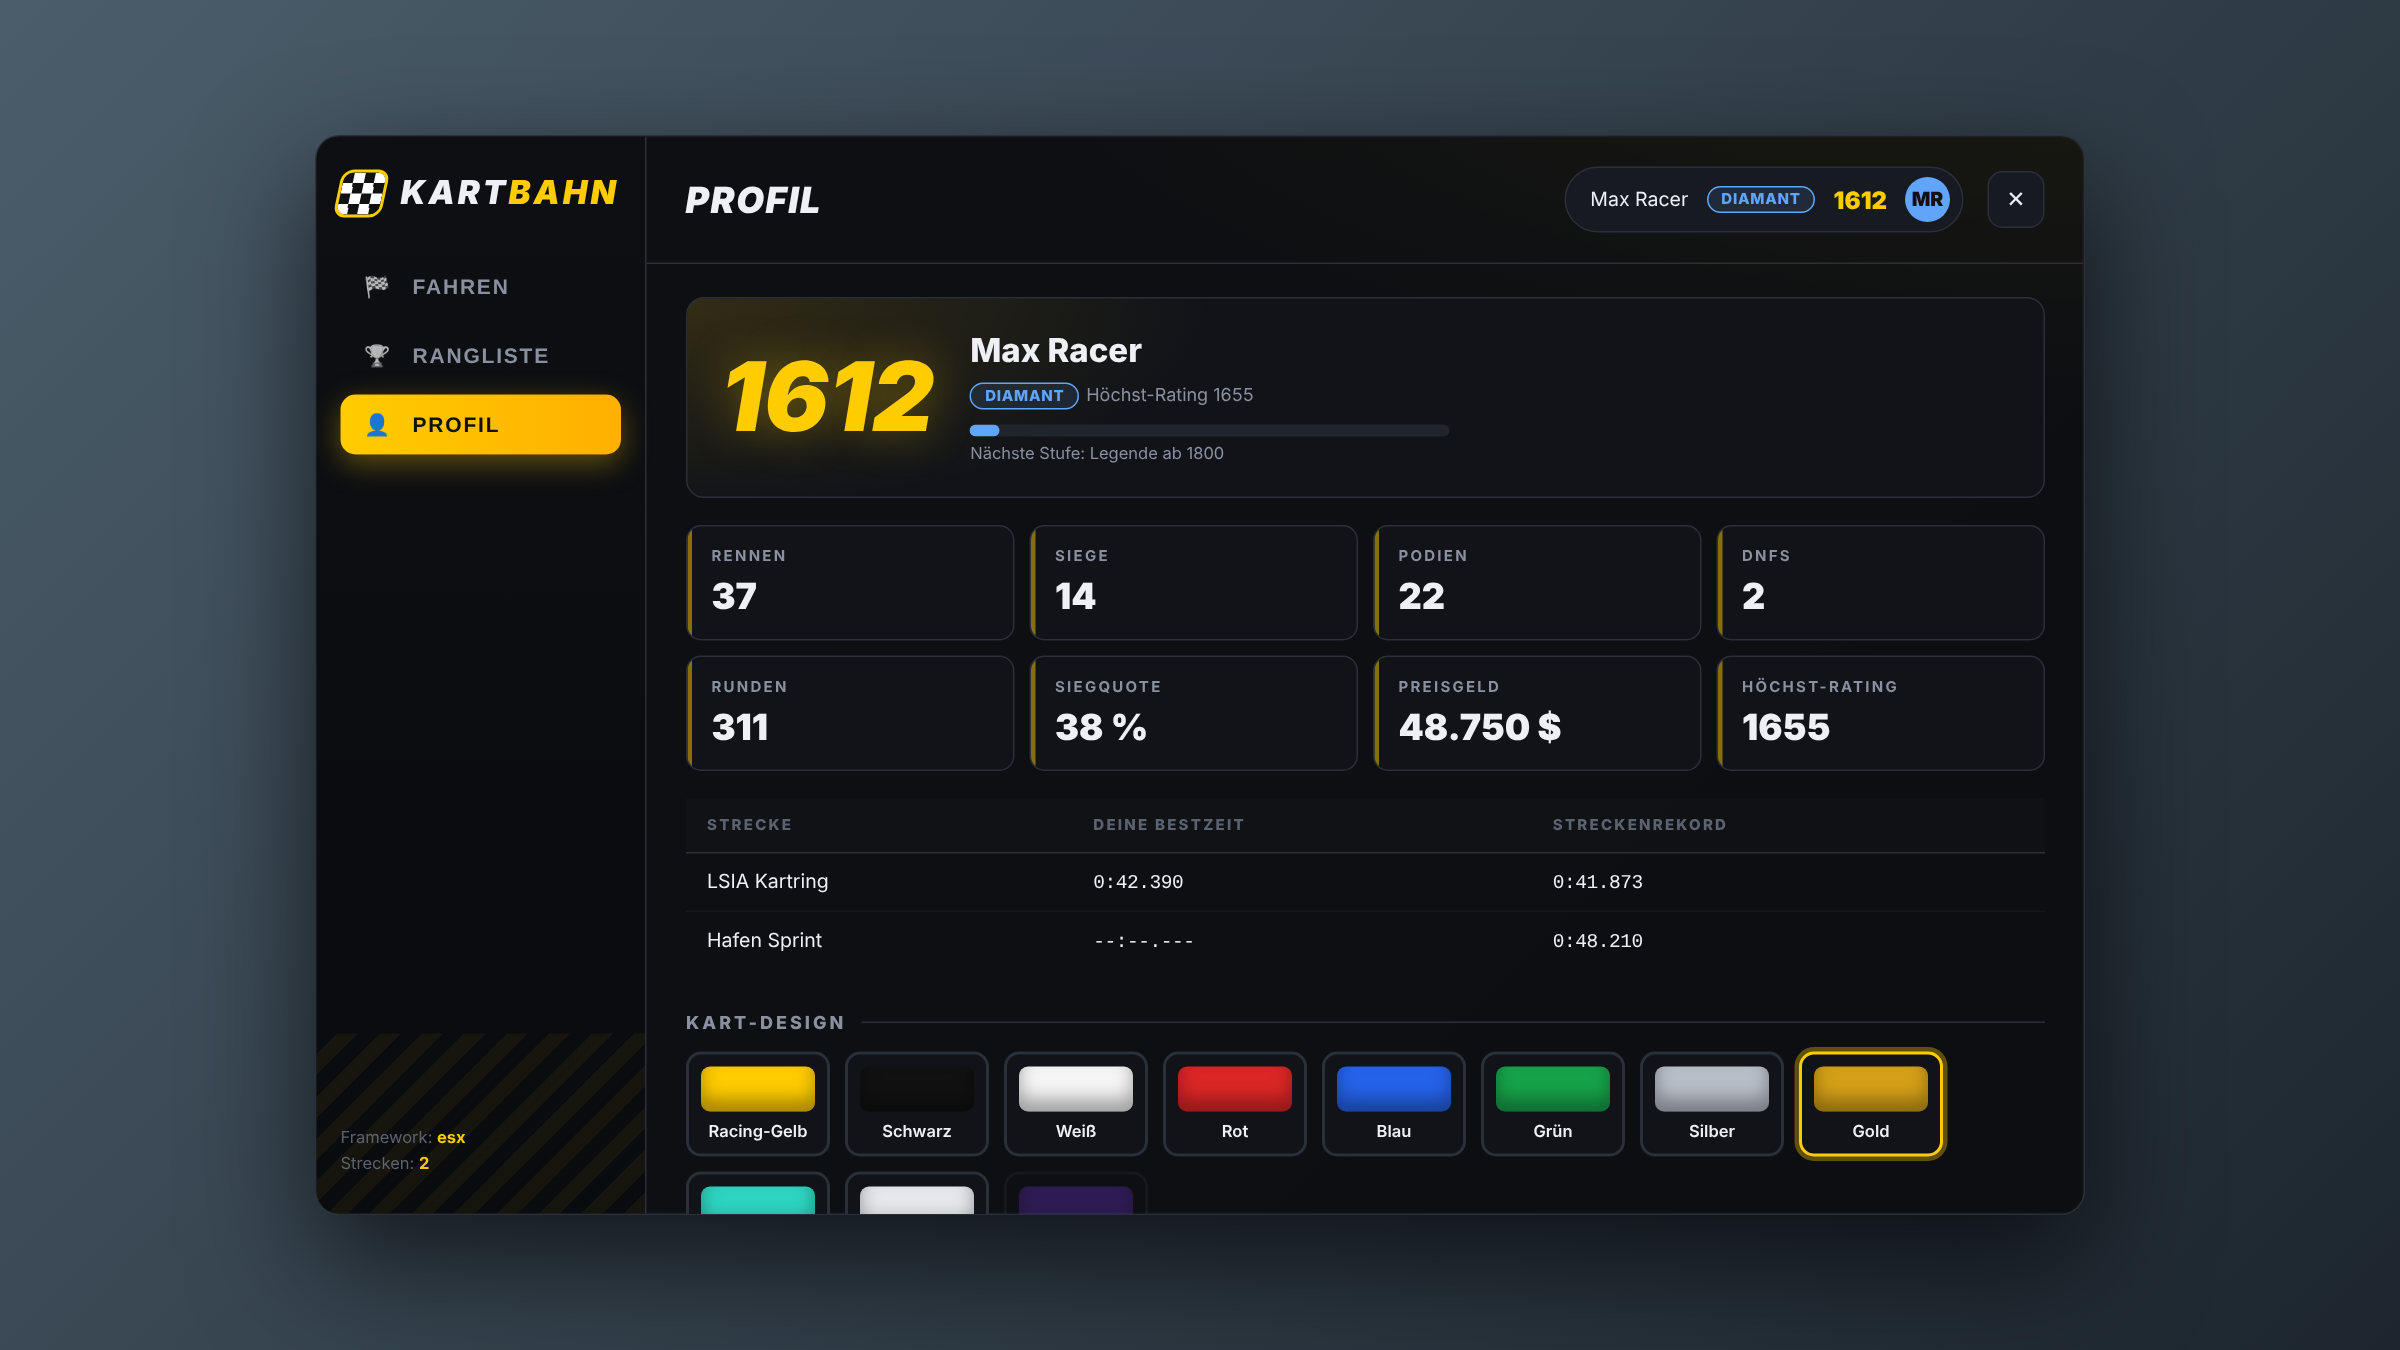 KARTBAHN
FAHREN
RANGLISTE
PROFIL
Framework: esx
Strecken: 2
PROFIL
Max Racer DIAMANT 1612 MR ✕
1612
Max Racer
DIAMANT Höchst-Rating 1655
Nächste Stufe: Legende ab 1800
RENNEN SIEGE PODIEN DNFS
37 14 22 2
RUNDEN SIEGQUOTE PREISGELD HÖCHST-RATING
311 38 % 48.750 $ 1655
STRECKE DEINE BESTZEIT STRECKENREKORD
LSIA Kartring 0:42.390 0:41.873
Hafen Sprint --:--.--- 0:48.210
KART-DESIGN
Racing-Gelb Schwarz Weiß Rot Blau Grün Silber Gold